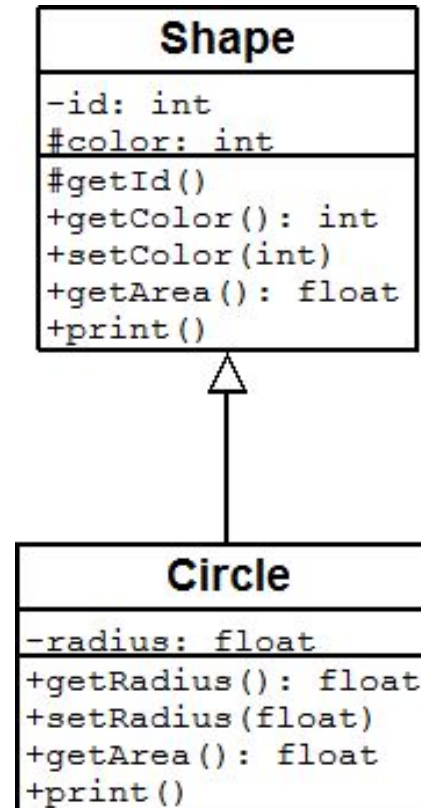 Shape
-id: int
#color: int
#getId()
+getColor(): int
+setColor(int)
+getArea(): float
+print()
Circle
-radius: float
+getRadius(): float
+setRadius(float)
+getArea(): float
+print()